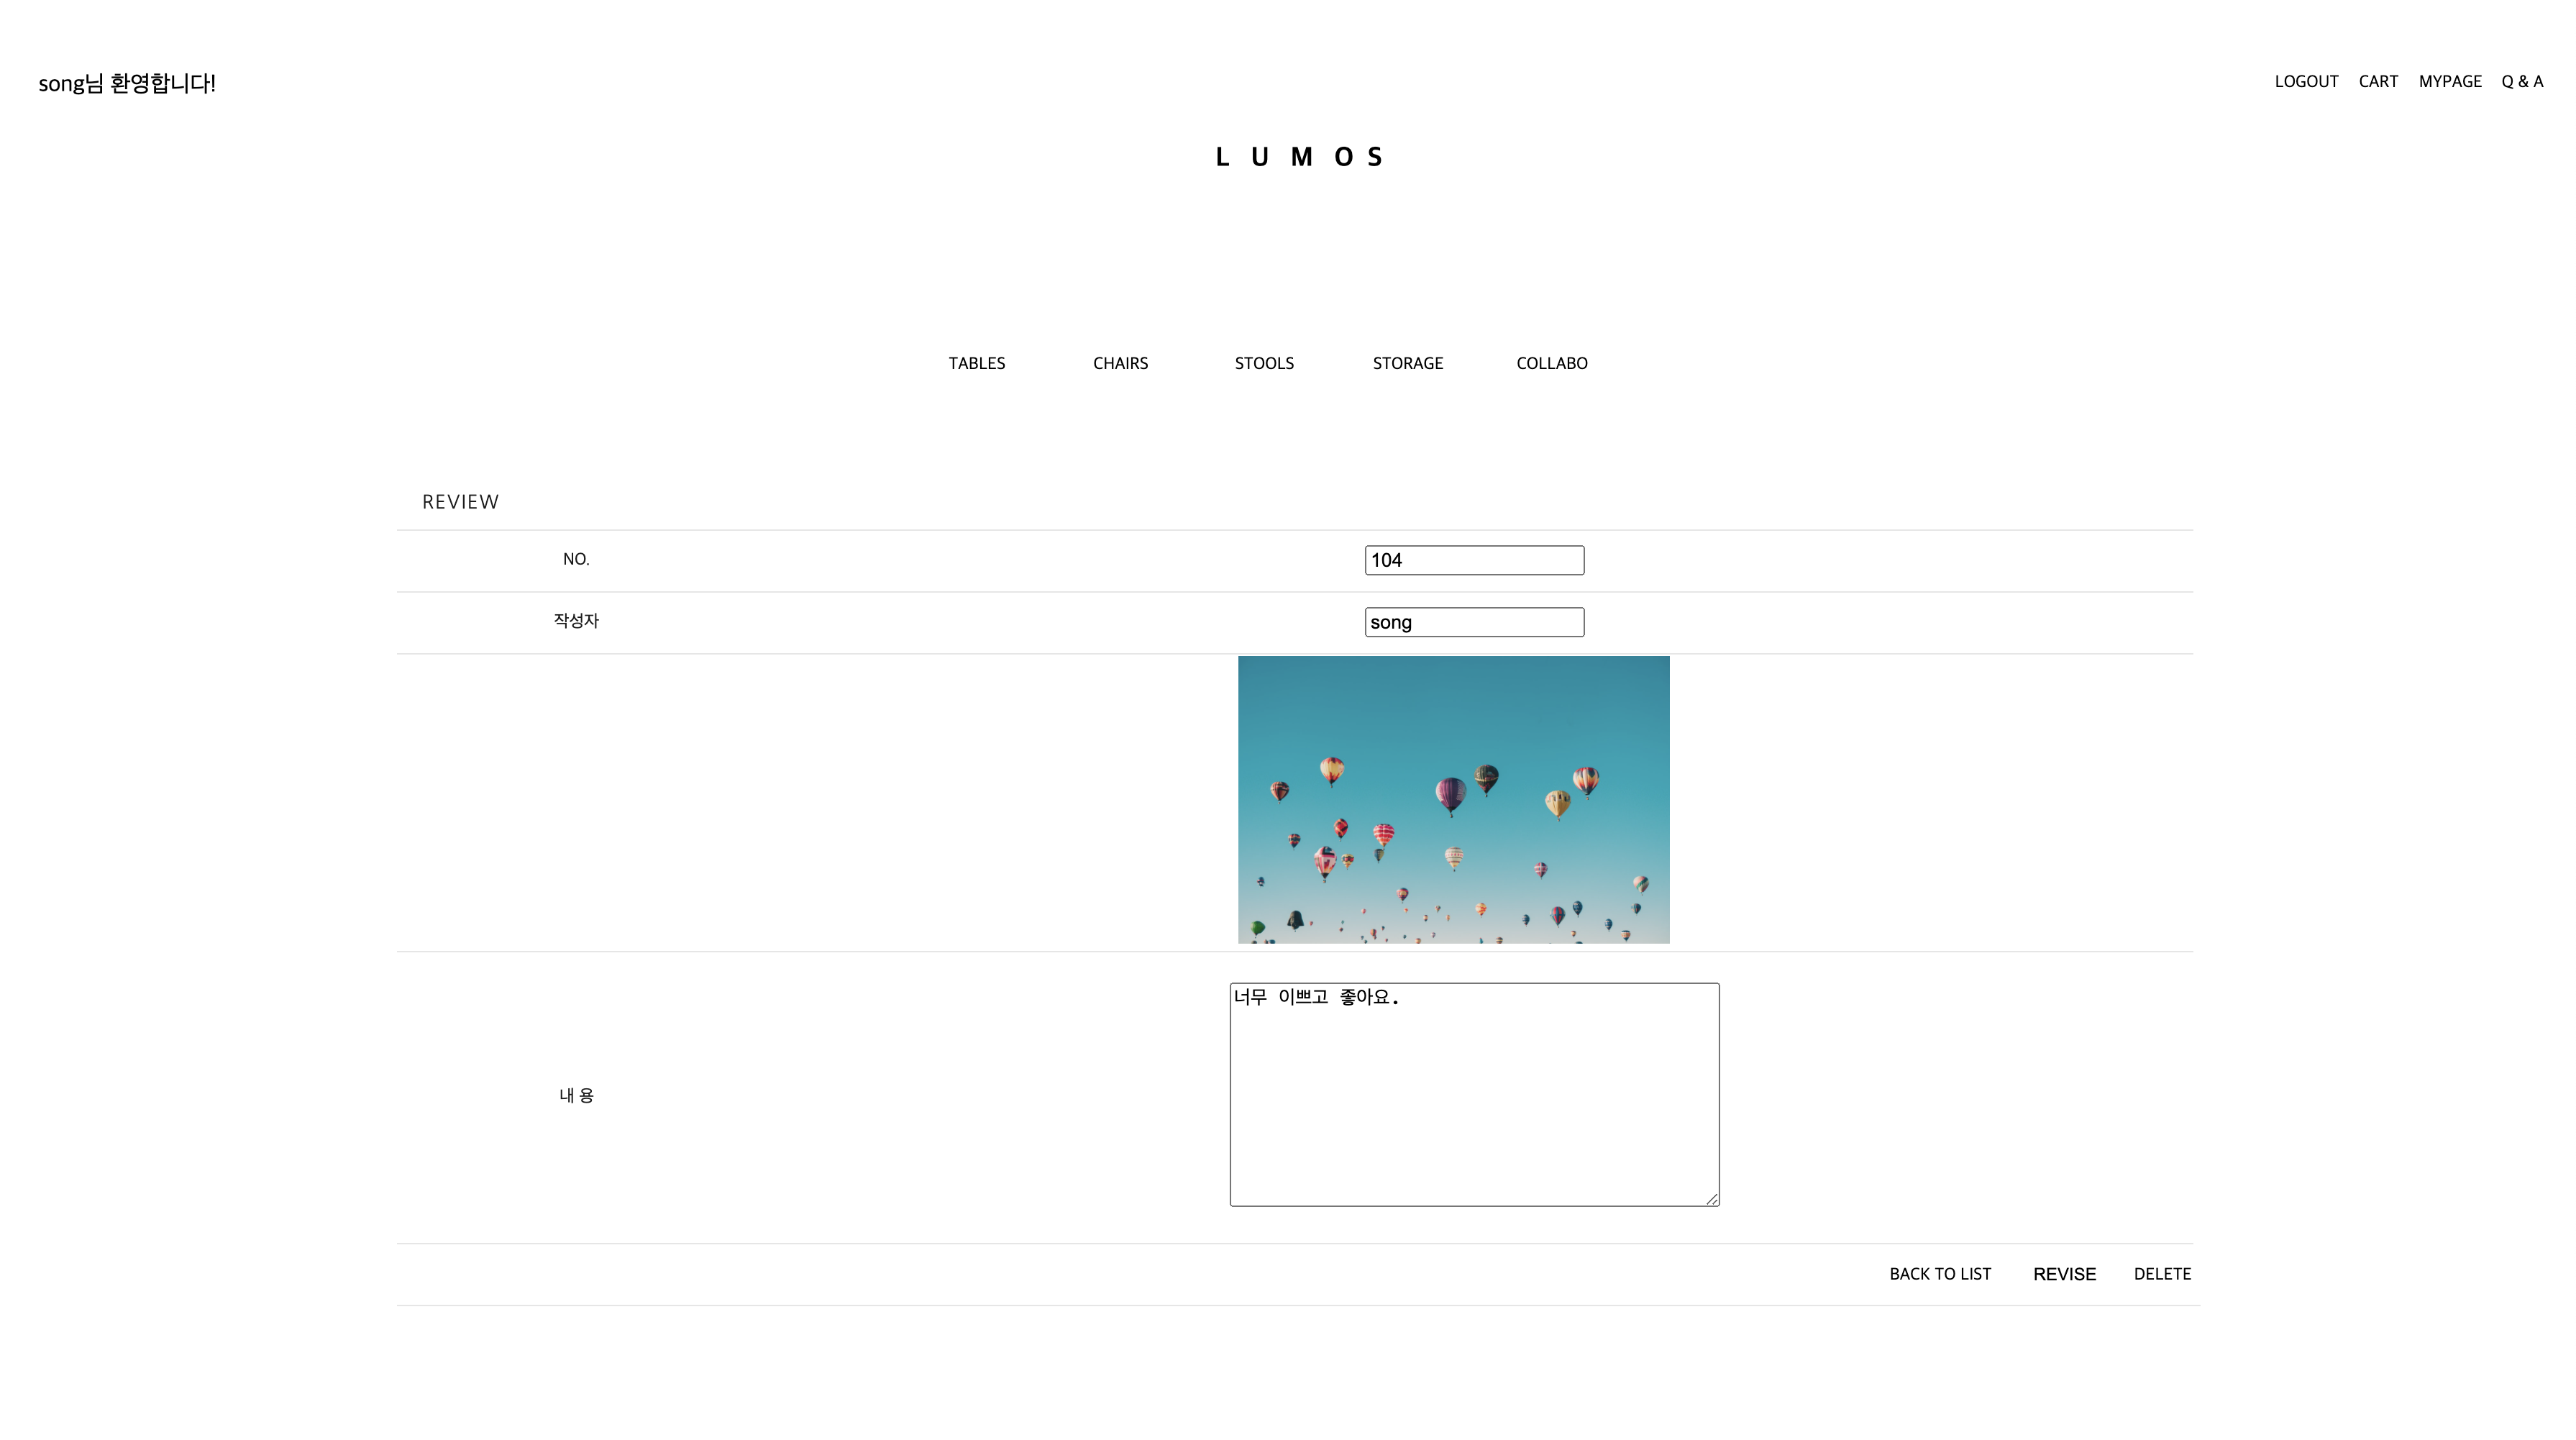 song님 환영합니다!
LOGOUT CART MYPAGE Q & A
L U M O S
TABLES CHAIRS STOOLS STORAGE COLLABO
REVIEW
NO. 104
작성자 song
너무 이쁘고 좋아요.
내 용
BACK TO LIST REVISE DELETE